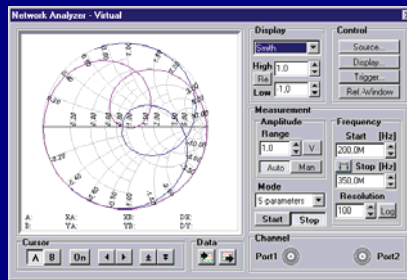 Network Analyzer - Virtual
Display
Smith
High 1,0
Re
Low -1,0
Control
Source...
Display...
Trigger...
Ref.-Window
Measurement
Amplitude
Range
1,0 V
Auto Man
Mode
S-parameters
Start Stop
Frequency
Start [Hz]
200,0M
Stop [Hz]
350,0M
Resolution
100 Log
A: XA: XB: DX:
B: YA: YB: DY:
Cursor
A B On
Data
Channel
Port1 Port2